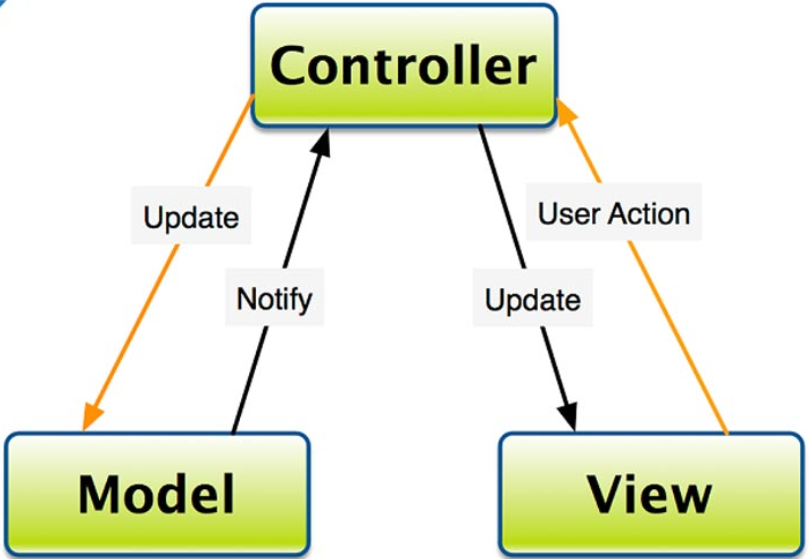 Controller
Update
User Action
Notify
Update
Model
View